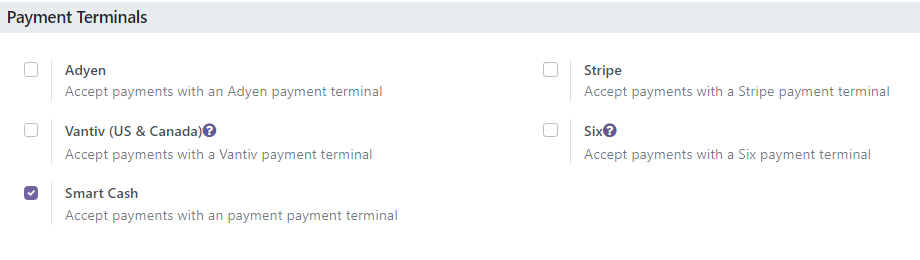 Payment Terminals
Adyen
Accept payments with an Adyen payment terminal
Stripe
Accept payments with a Stripe payment terminal
Vantiv (US & Canada)?
Accept payments with a Vantiv payment terminal
Six?
Accept payments with a Six payment terminal
Smart Cash
Accept payments with an payment payment terminal